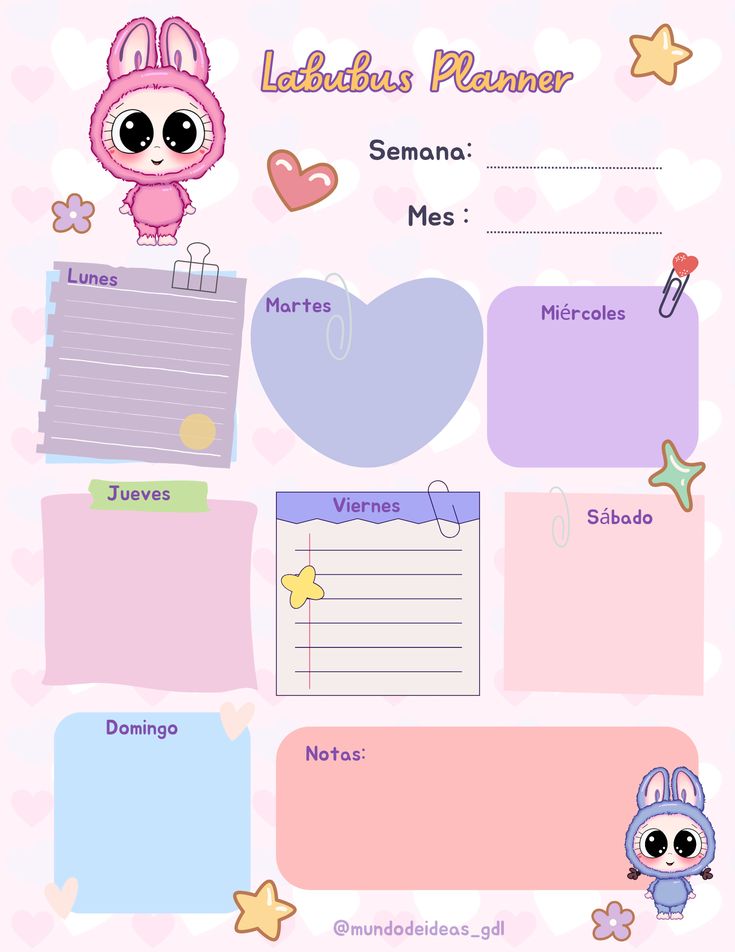 Labubus Planner
Semana:
Mes :
Lunes
Martes
Miércoles
Jueves
Viernes
Sábado
Domingo
Notas:
@mundodeideas_gdl